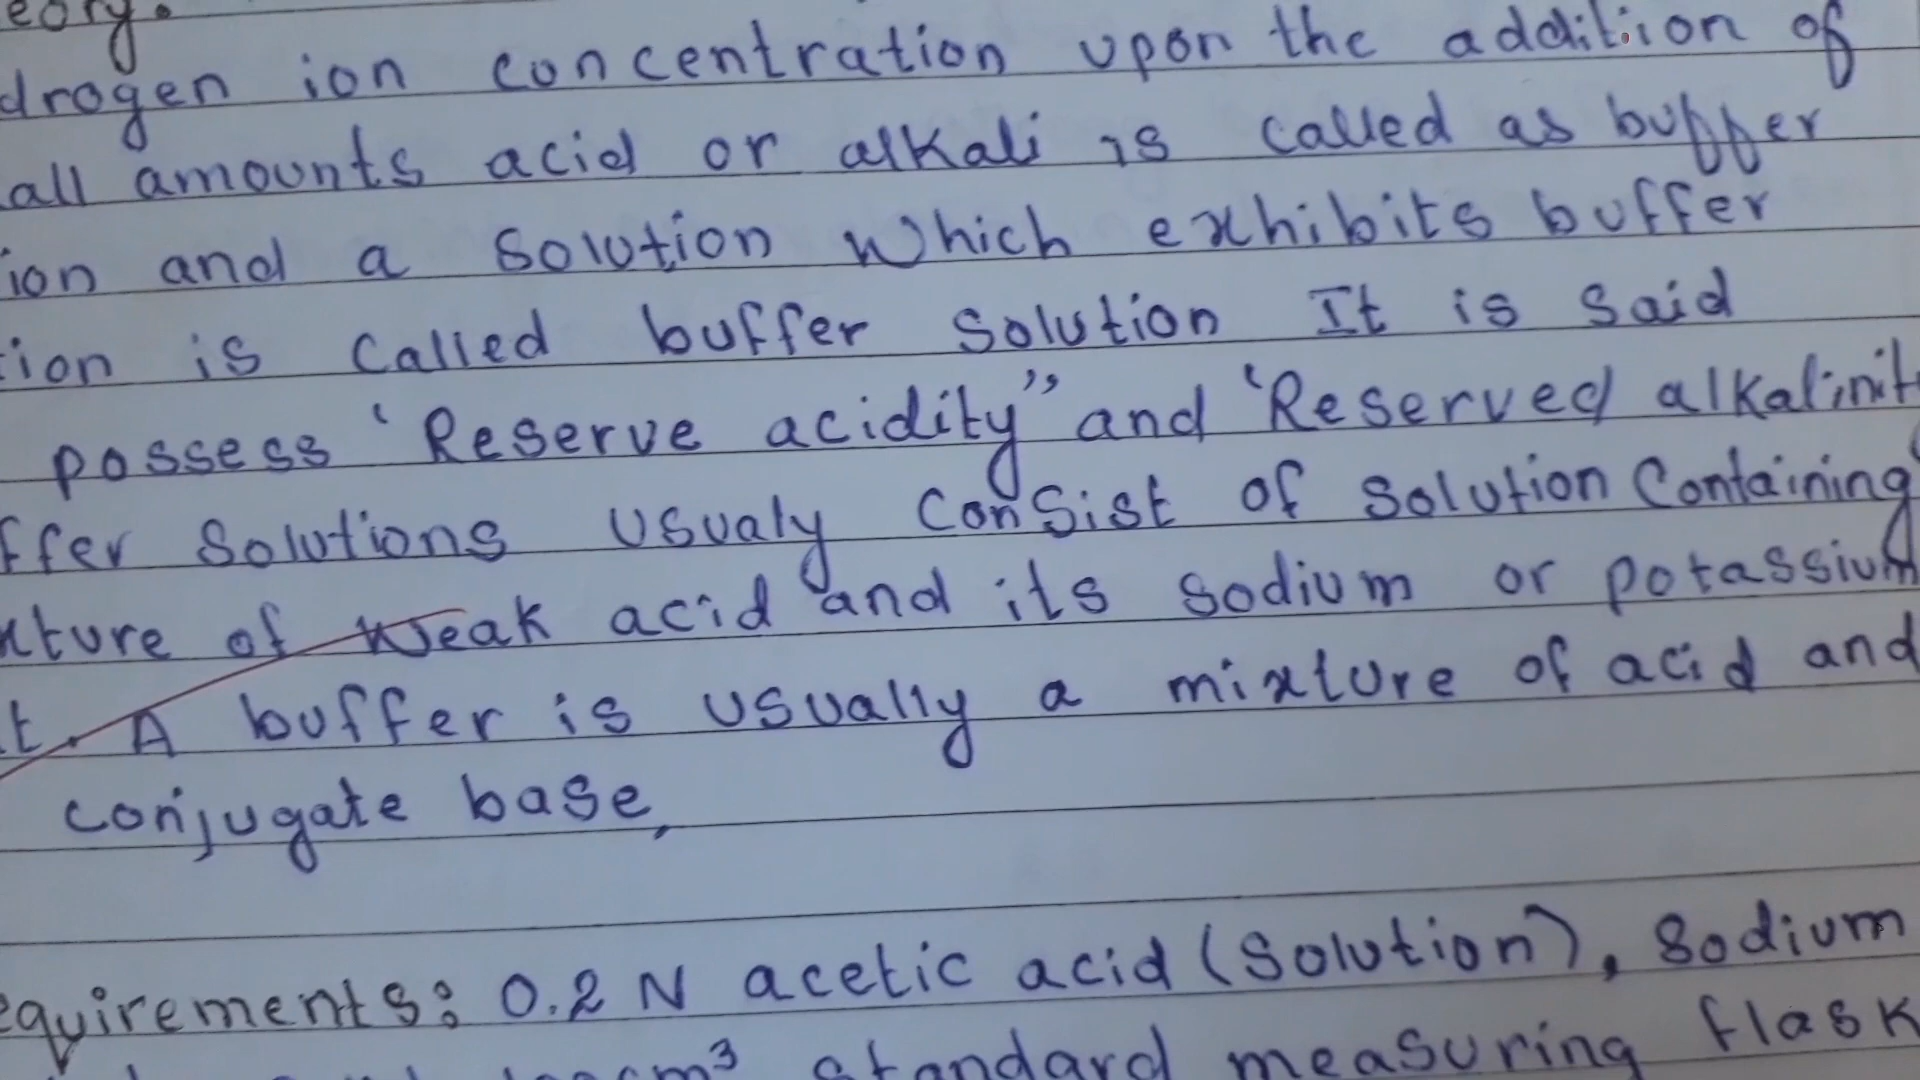 eory.
drogen ion concentration upon the addition of
all amounts acid or alkali is called as buffer
ion and a solution which exhibits buffer
ion is called buffer solution It is said
possess 'Reserve acidity" and 'Reserved alkalinit
ffer solutions usualy consist of solution containing
xture of weak acid and its sodium or potassium
t. A buffer is usually a mixture of acid and
conjugate base,
equirements: 0.2 N acetic acid (solution), sodium
cm³ standard measuring flask